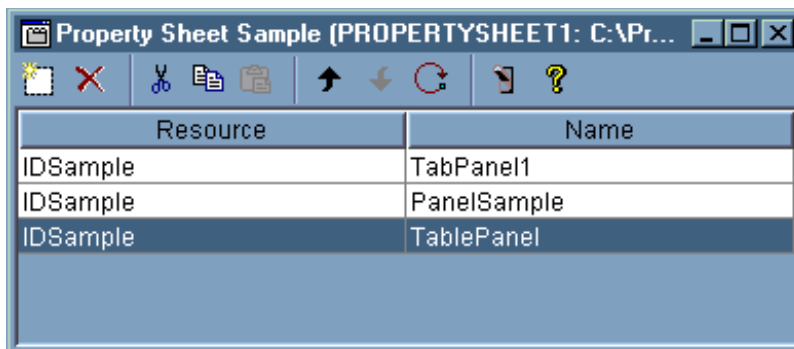 Property Sheet Sample (PROPERTYSHEET1: C:\Pr...
Resource Name
IDSample TabPanel1
IDSample PanelSample
IDSample TablePanel